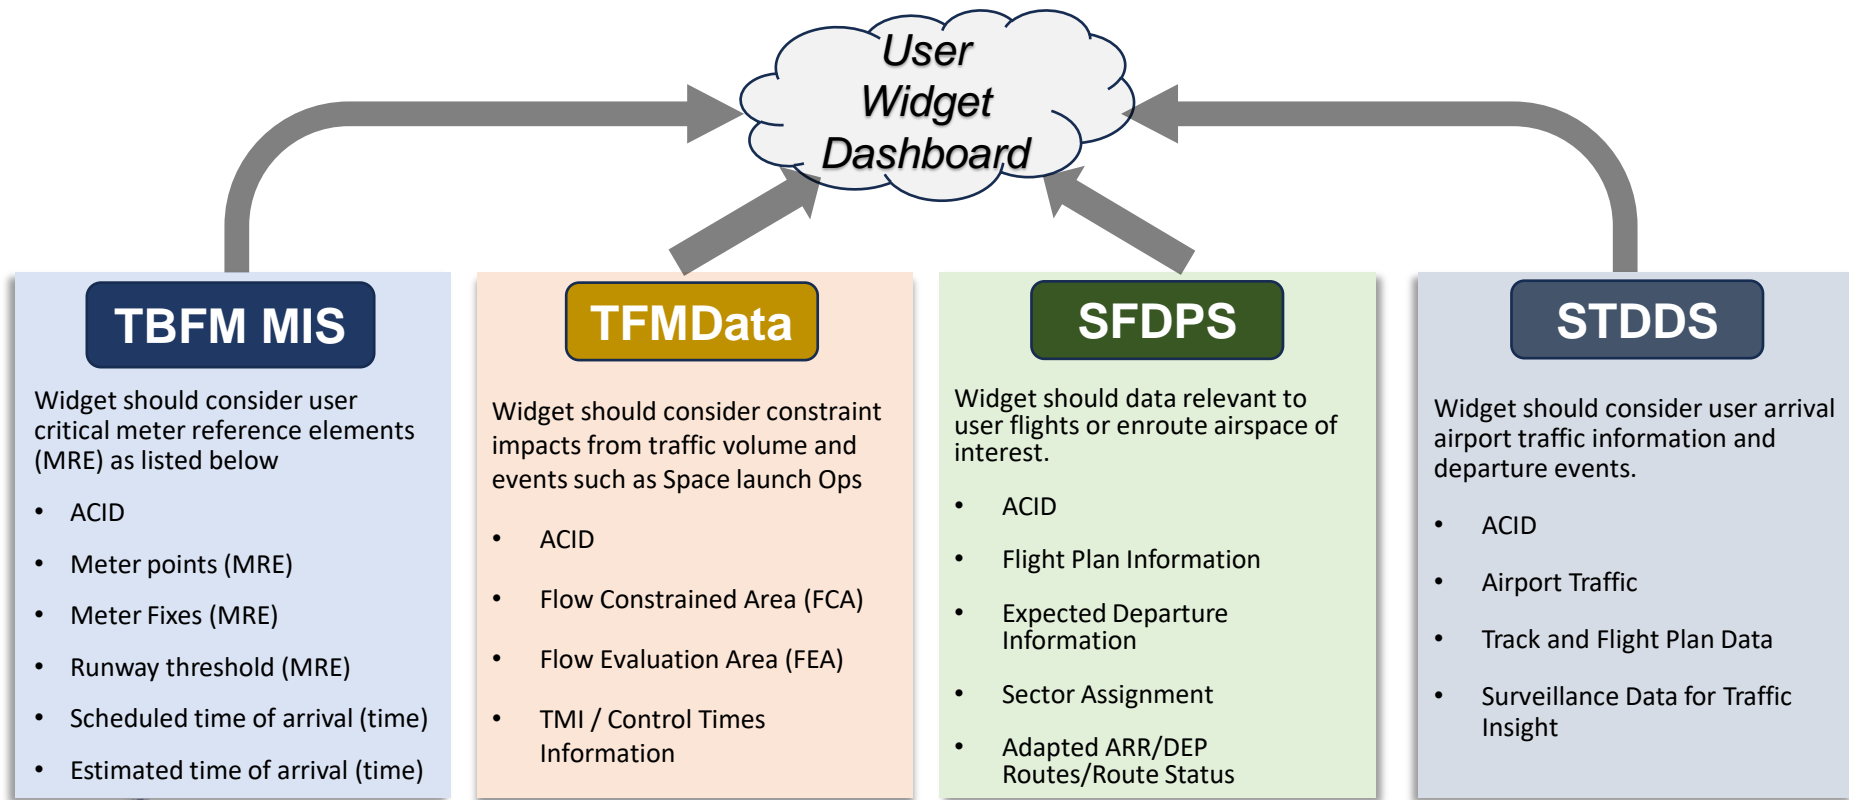 User
Widget
Dashboard
TBFM MIS
Widget should consider user
critical meter reference elements
(MRE) as listed below
• ACID
• Meter points (MRE)
• Meter Fixes (MRE)
• Runway threshold (MRE)
• Scheduled time of arrival (time)
• Estimated time of arrival (time)
TFMData
Widget should consider constraint
impacts from traffic volume and
events such as Space launch Ops
• ACID
• Flow Constrained Area (FCA)
• Flow Evaluation Area (FEA)
• TMI / Control Times
Information
SFDPS
Widget should data relevant to
user flights or enroute airspace of
interest.
• ACID
• Flight Plan Information
• Expected Departure
Information
• Sector Assignment
• Adapted ARR/DEP
Routes/Route Status
STDDS
Widget should consider user arrival
airport traffic information and
departure events.
• ACID
• Airport Traffic
• Track and Flight Plan Data
• Surveillance Data for Traffic
Insight